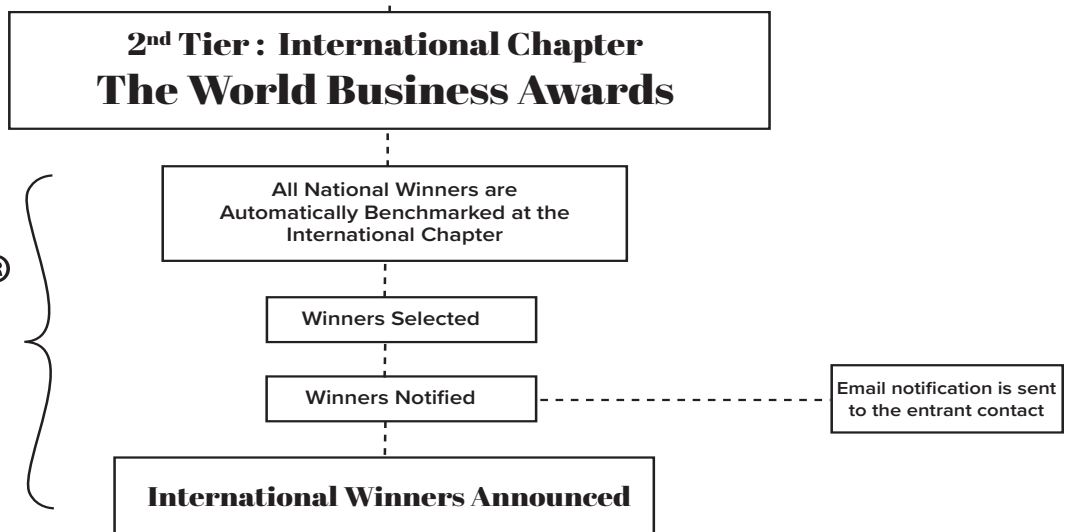 2nd Tier : International Chapter
The World Business Awards
All National Winners are
Automatically Benchmarked at the
International Chapter
®
Winners Selected
Winners Notified
Email notification is sent
to the entrant contact
International Winners Announced